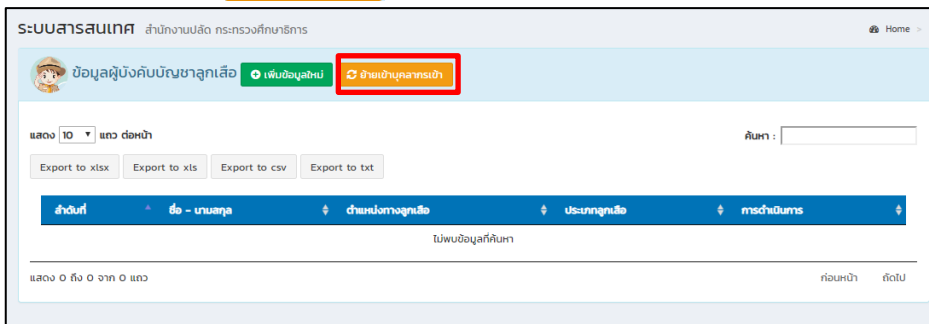 ระบบสารสนเทศ สำนักงานปลัด กระทรวงศึกษาธิการ Home >
ข้อมูลผู้บังคับบัญชาลูกเสือ เพิ่มข้อมูลใหม่ ย้ายเข้าบุคลากรเข้า
แสดง 10 แถว ต่อหน้า ค้นหา :
Export to xlsx Export to xls Export to csv Export to txt
ลำดับที่ ชื่อ - นามสกุล ตำแหน่งทางลูกเสือ ประเภทลูกเสือ การดำเนินการ
ไม่พบข้อมูลที่ค้นหา
แสดง 0 ถึง 0 จาก 0 แถว ก่อนหน้า ถัดไป